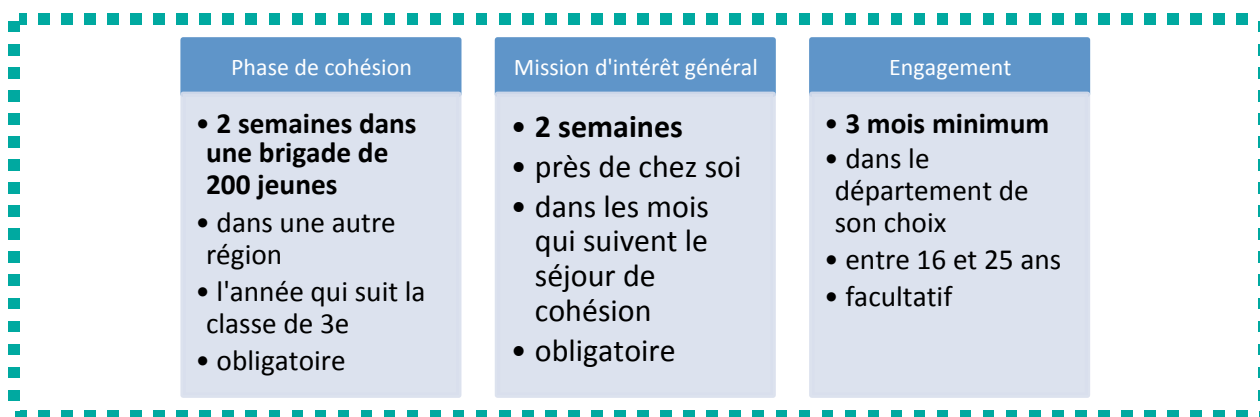 Phase de cohésion
• 2 semaines dans
une brigade de
200 jeunes
• dans une autre
région
• l'année qui suit la
classe de 3e
• obligatoire
Mission d'intérêt général
• 2 semaines
• près de chez soi
• dans les mois
qui suivent le
séjour de
cohésion
• obligatoire
Engagement
• 3 mois minimum
• dans le
département de
son choix
• entre 16 et 25 ans
• facultatif